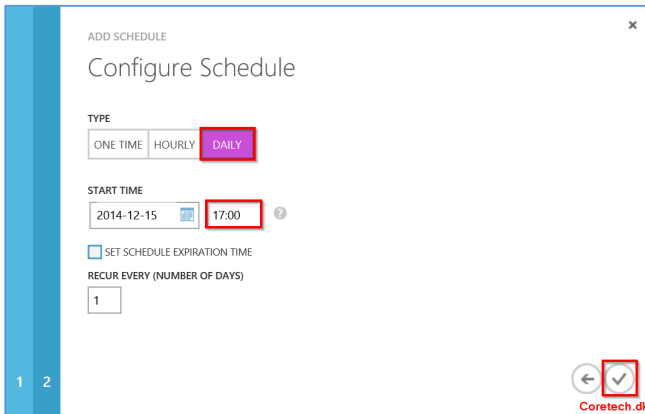 ADD SCHEDULE
Configure Schedule
TYPE
ONE TIME HOURLY DAILY
START TIME
2014-12-15 17:00 ?
SET SCHEDULE EXPIRATION TIME
RECUR EVERY (NUMBER OF DAYS)
1
1 2
Coretech.dk